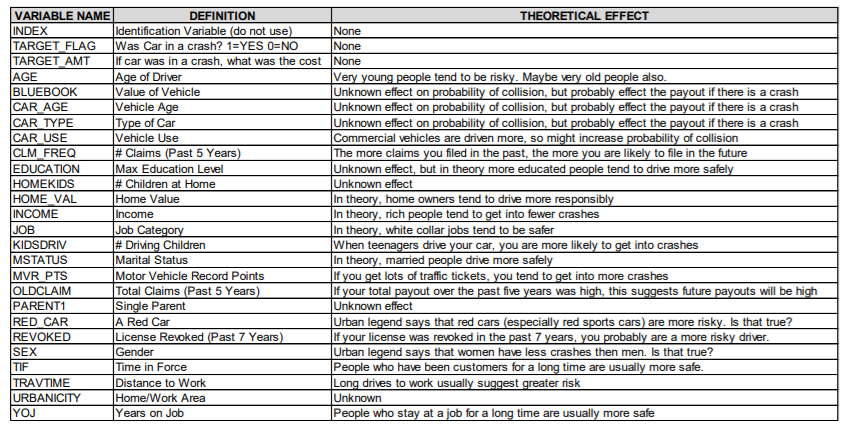 VARIABLE NAME DEFINITION THEORETICAL EFFECT
INDEX Identification Variable (do not use) None
TARGET_FLAG Was Car in a crash? 1=YES 0=NO None
TARGET_AMT If car was in a crash, what was the cost None
AGE Age of Driver Very young people tend to be risky. Maybe very old people also.
BLUEBOOK Value of Vehicle Unknown effect on probability of collision, but probably effect the payout if there is a crash
CAR_AGE Vehicle Age Unknown effect on probability of collision, but probably effect the payout if there is a crash
CAR_TYPE Type of Car Unknown effect on probability of collision, but probably effect the payout if there is a crash
CAR_USE Vehicle Use Commercial vehicles are driven more, so might increase probability of collision
CLM_FREQ # Claims (Past 5 Years) The more claims you filed in the past, the more you are likely to file in the future
EDUCATION Max Education Level Unknown effect, but in theory more educated people tend to drive more safely
HOMEKIDS # Children at Home Unknown effect
HOME_VAL Home Value In theory, home owners tend to drive more responsibly
INCOME Income In theory, rich people tend to get into fewer crashes
JOB Job Category In theory, white collar jobs tend to be safer
KIDSDRIV # Driving Children When teenagers drive your car, you are more likely to get into crashes
MSTATUS Marital Status In theory, married people drive more safely
MVR_PTS Motor Vehicle Record Points If you get lots of traffic tickets, you tend to get into more crashes
OLDCLAIM Total Claims (Past 5 Years) If your total payout over the past five years was high, this suggests future payouts will be high
PARENT1 Single Parent Unknown effect
RED_CAR A Red Car Urban legend says that red cars (especially red sports cars) are more risky. Is that true?
REVOKED License Revoked (Past 7 Years) If your license was revoked in the past 7 years, you probably are a more risky driver.
SEX Gender Urban legend says that women have less crashes then men. Is that true?
TIF Time in Force People who have been customers for a long time are usually more safe.
TRAVTIME Distance to Work Long drives to work usually suggest greater risk
URBANICITY Home/Work Area Unknown
YOJ Years on Job People who stay at a job for a long time are usually more safe